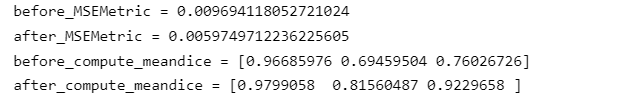 before_MSEMetric = 0.009694118052721024
after_MSEMetric = 0.0059749712236225605
before_compute_meandice = [0.96685976 0.69459504 0.76026726]
after_compute_meandice = [0.9799058  0.81560487 0.9229658 ]